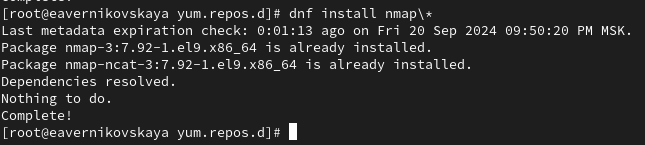 [root@eavernikovskaya yum.repos.d]# dnf install nmap\*
Last metadata expiration check: 0:01:13 ago on Fri 20 Sep 2024 09:50:20 PM MSK.
Package nmap-3:7.92-1.el9.x86_64 is already installed.
Package nmap-ncat-3:7.92-1.el9.x86_64 is already installed.
Dependencies resolved.
Nothing to do.
Complete!
[root@eavernikovskaya yum.repos.d]#